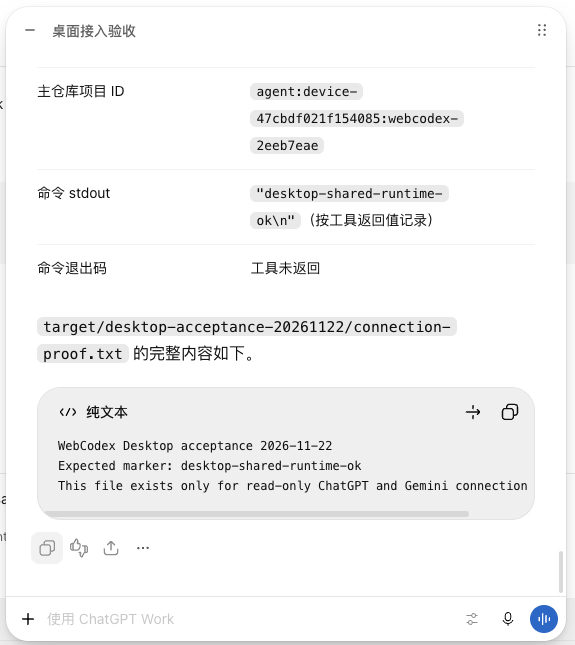 桌面接入验收
主仓库项目 ID
agent:device-
47cbdf021f154085:webcodex-
2eeb7eae
命令 stdout
"desktop-shared-runtime-
ok\n" （按工具返回值记录）
命令退出码
工具未返回
target/desktop-acceptance-20261122/connection-
proof.txt 的完整内容如下。
纯文本
WebCodex Desktop acceptance 2026-11-22
Expected marker: desktop-shared-runtime-ok
This file exists only for read-only ChatGPT and Gemini connection
使用 ChatGPT Work